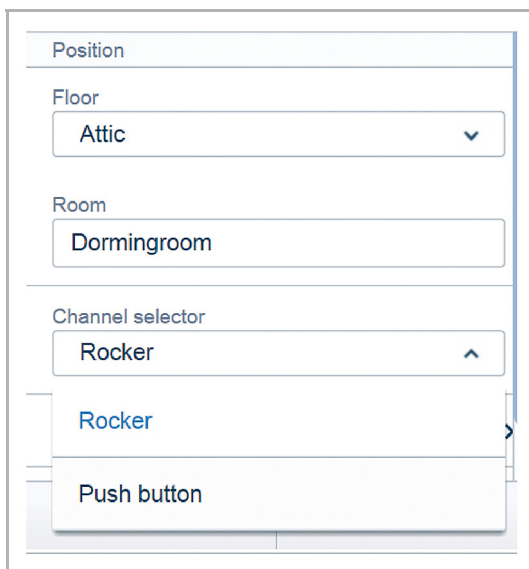 Position
Floor
Attic
Room
Dormingroom
Channel selector
Rocker
Rocker
Push button